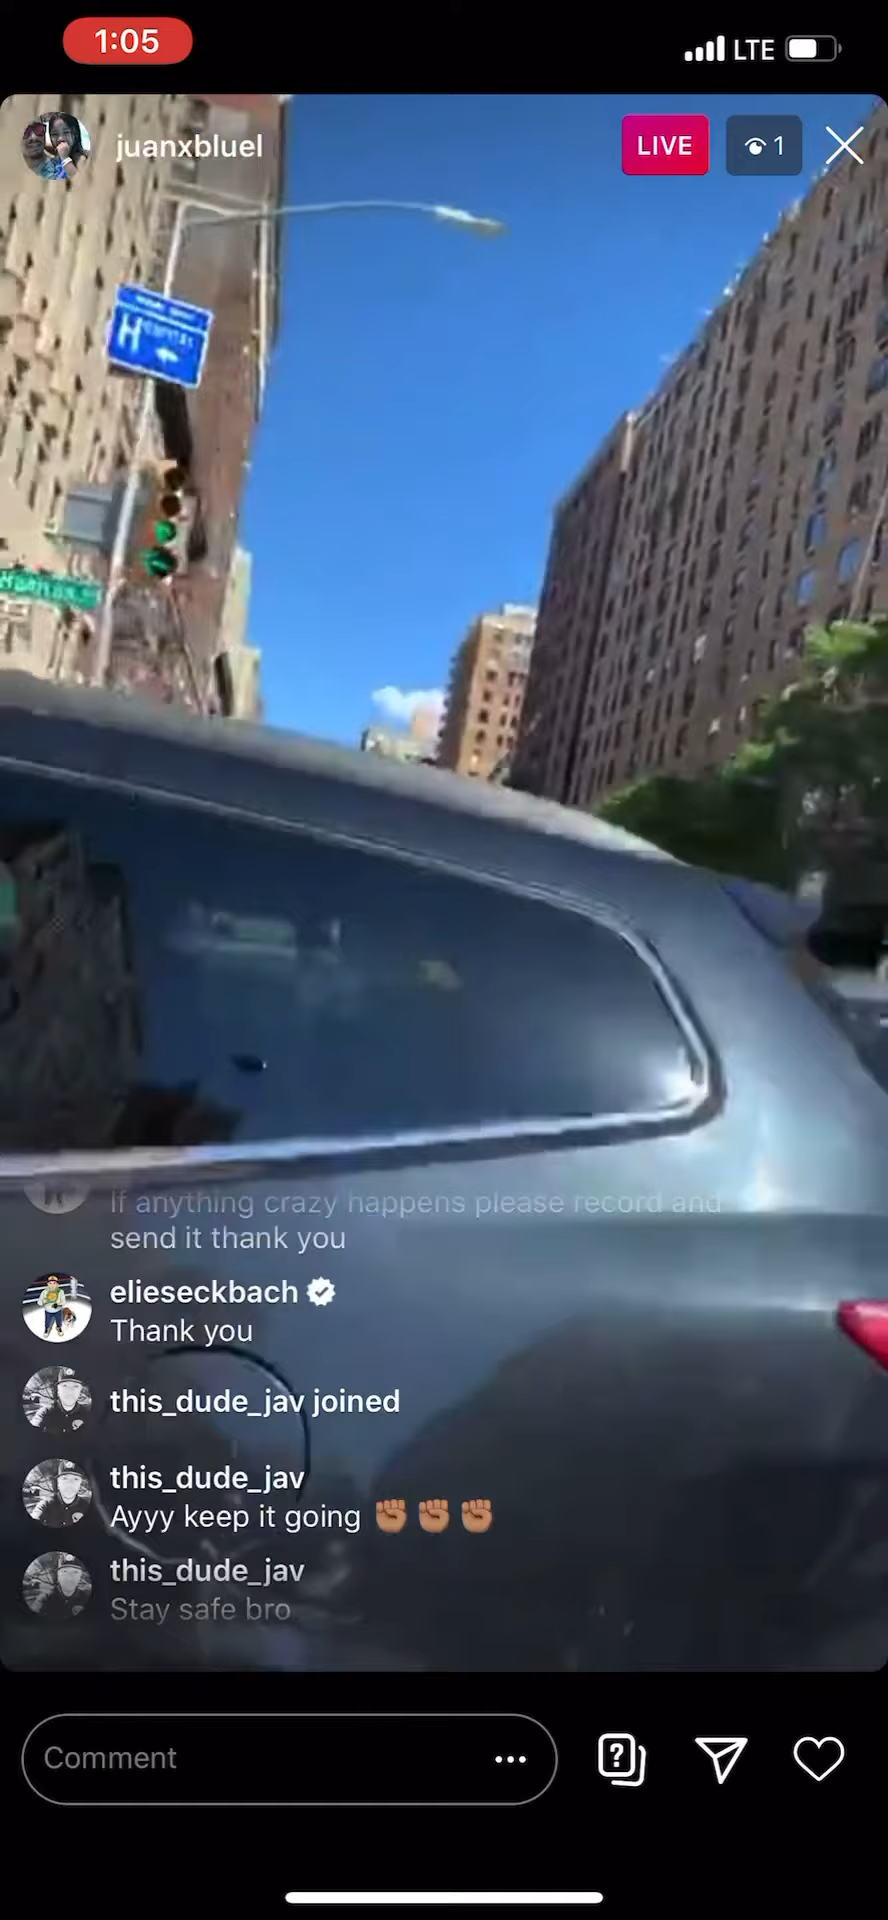 1:05
LTE
juanxbluel
LIVE
1
HOSPITAL
If anything crazy happens please record and
send it thank you
elieseckbach
Thank you
this_dude_jav joined
this_dude_jav
Ayyy keep it going ✊🏽✊🏽✊🏽
this_dude_jav
Stay safe bro
Comment